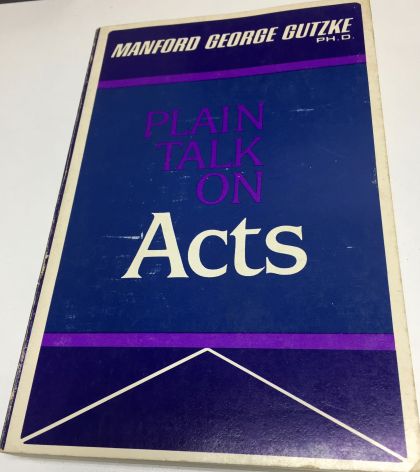 MANFORD GEORGE GUTZKE
PH.D.
PLAIN
TALK
ON
Acts